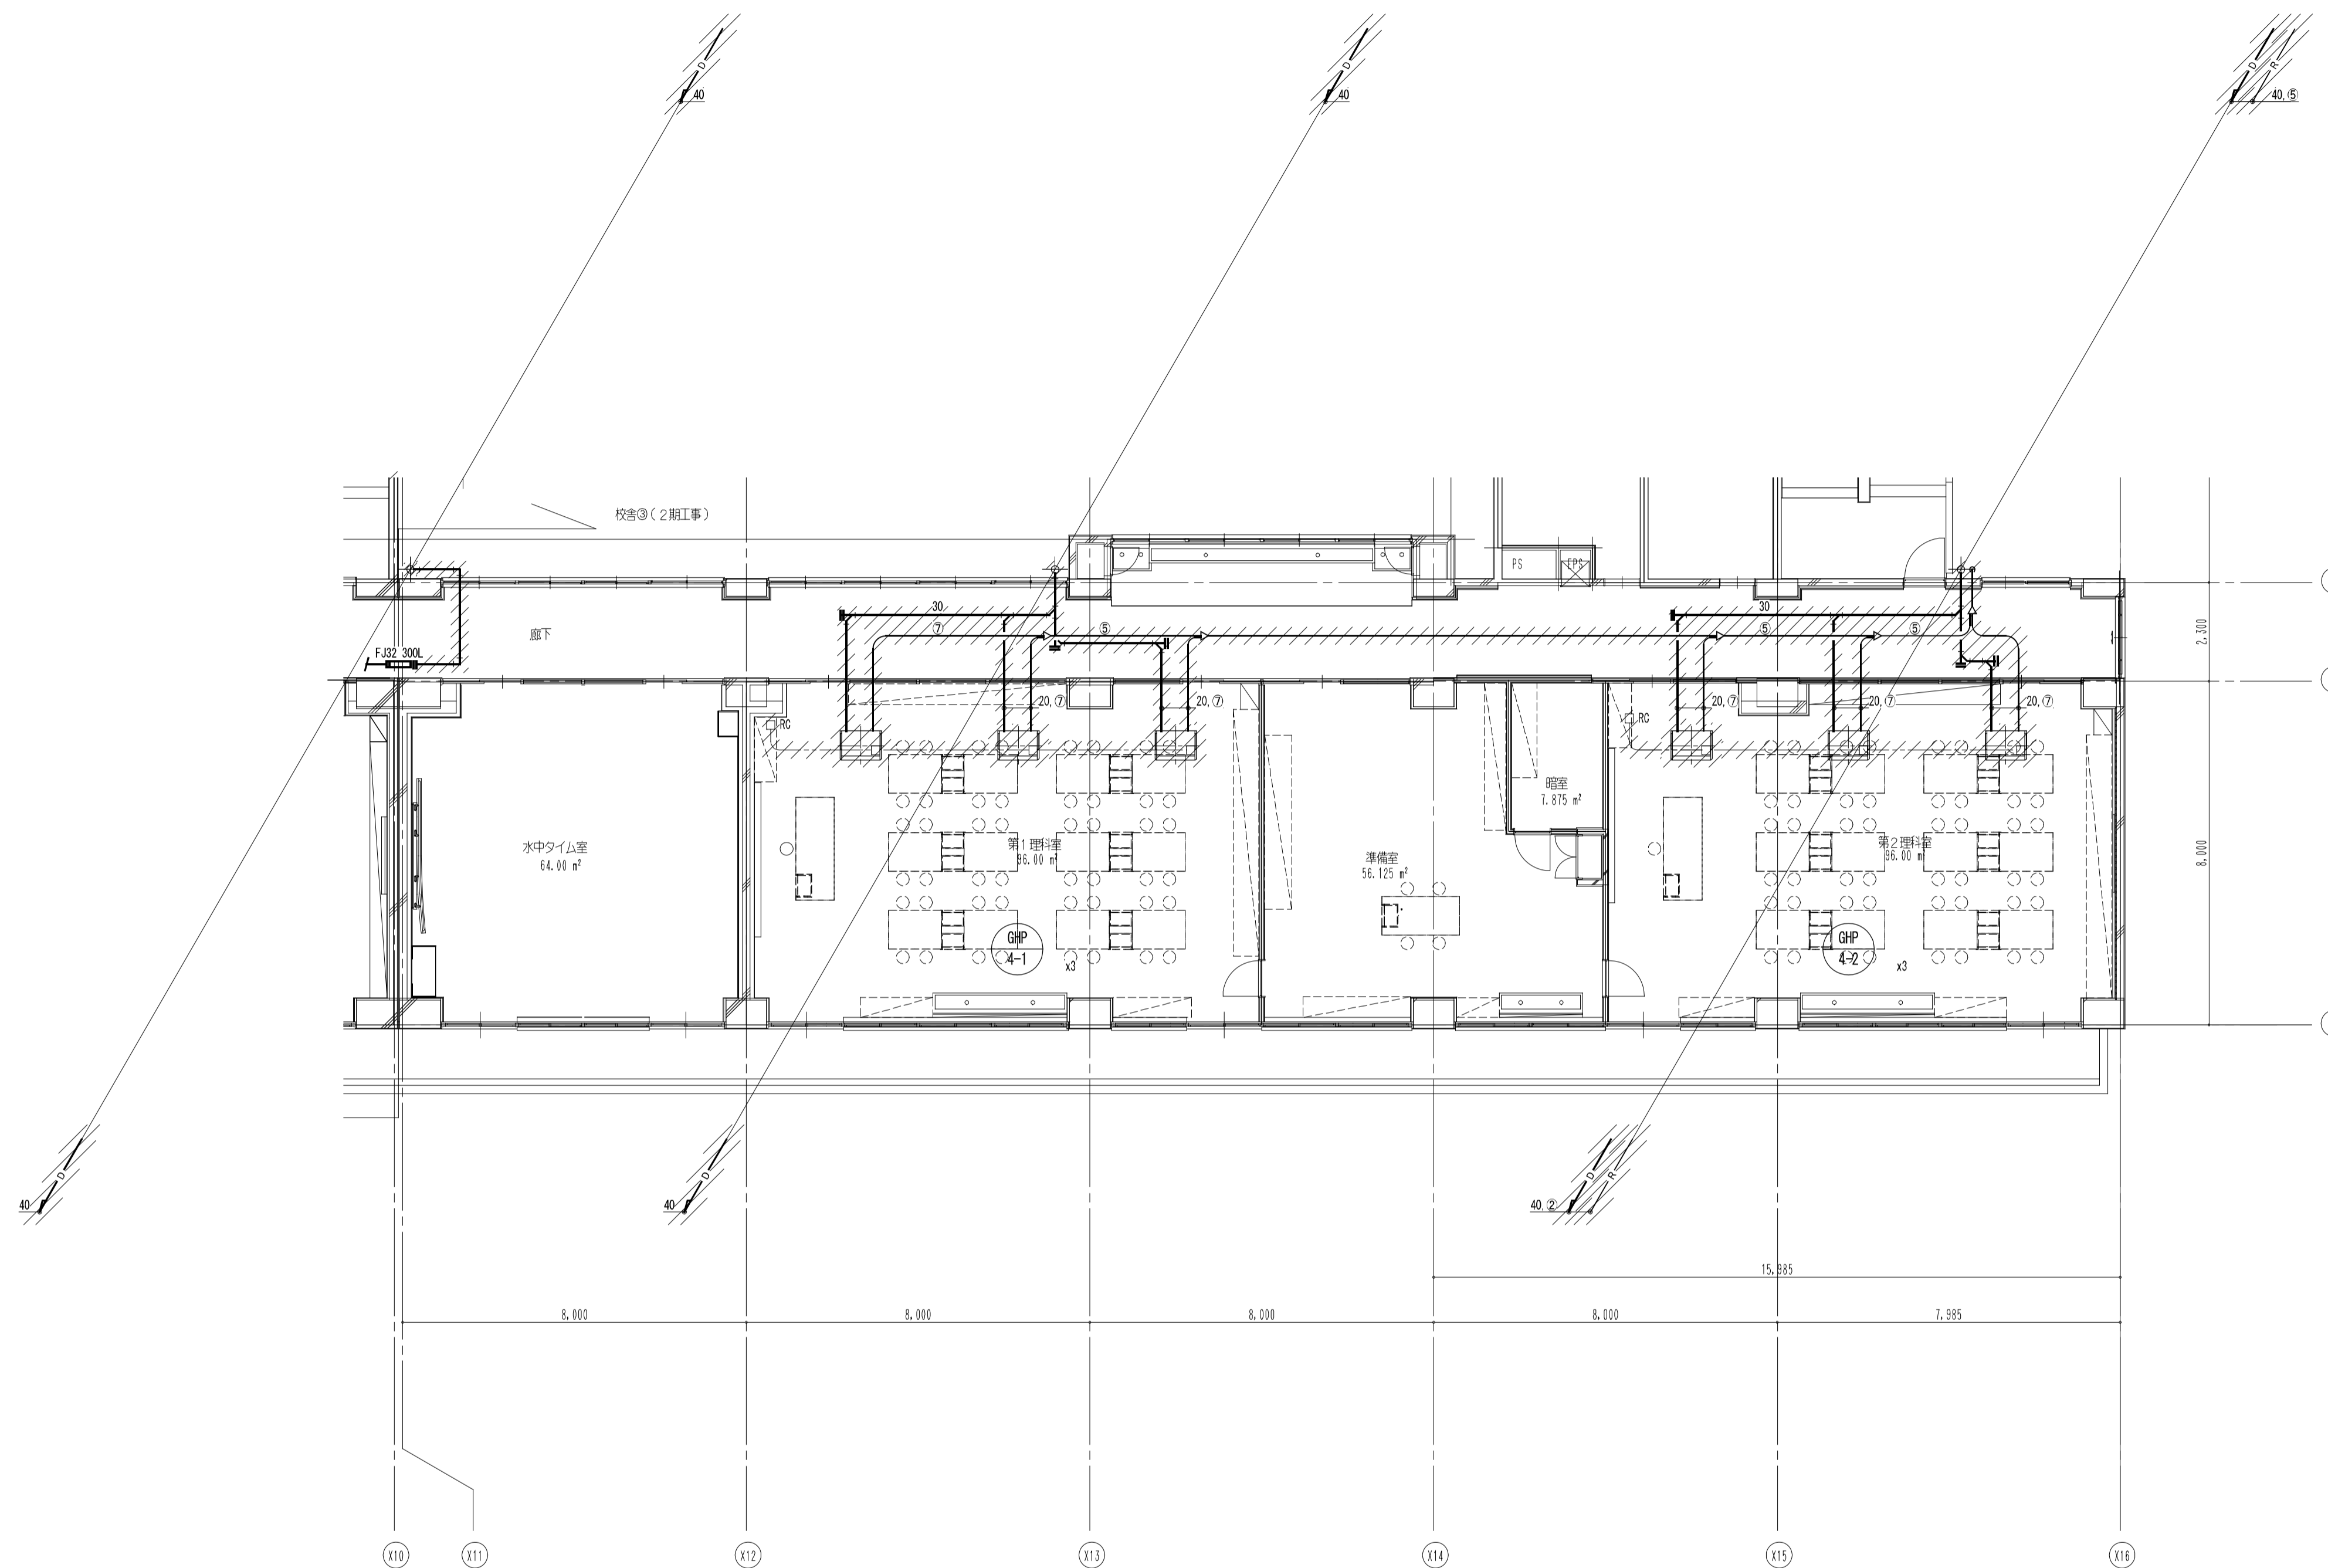 D
40
D
40
D
R
40,⑤
校舎③(2期工事)
PS
EPS
廊下
FJ32 300L
30
⑦
⑤
30
⑤
⑤
2,300
20,⑦
20,⑦
20,⑦
20,⑦
20,⑦
RC
RC
水中タイム室
64.00 m²
第1理科室
96.00 m²
準備室
56.125 m²
暗室
7.875 m²
第2理科室
96.00 m²
8,000
GHP
4-1
x3
GHP
4-2
x3
D
40
D
40
D
R
40,②
15,985
8,000
8,000
8,000
8,000
7,985
X10
X11
X12
X13
X14
X15
X16